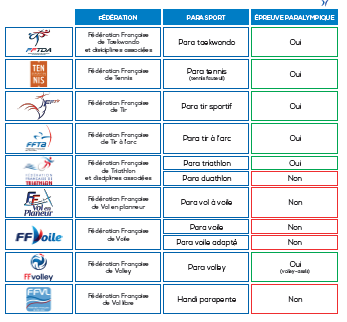 FÉDÉRATION PARA SPORT ÉPREUVE PARALYMPIQUE
FFTDA
Fédération Française
de Taekwondo
et disciplines associées
Para taekwondo
Oui
TEN
NIS
Fédération Française
de Tennis
Para tennis
(tennis fauteuil)
Oui
Fédération Française
de Tir
Para tir sportif
Oui
FFTA
Fédération Française
de Tir à l'arc
Para tir à l'arc
Oui
FÉDÉRATION
FRANÇAISE DE
TRIATHLON
Fédération Française
de Triathlon
et disciplines associées
Para triathlon
Oui
Para duathlon
Non
FF
Vol en
Planeur
Fédération Française
de Vol en planeur
Para vol à voile
Non
FFVoile
Fédération Française
de Voile
Para voile
Non
Para voile adapté
Non
FFvolley
Fédération Française
de Volley
Para volley
Oui
(volley-assis)
FFVL
Fédération Française
de Vol libre
Handi parapente
Non